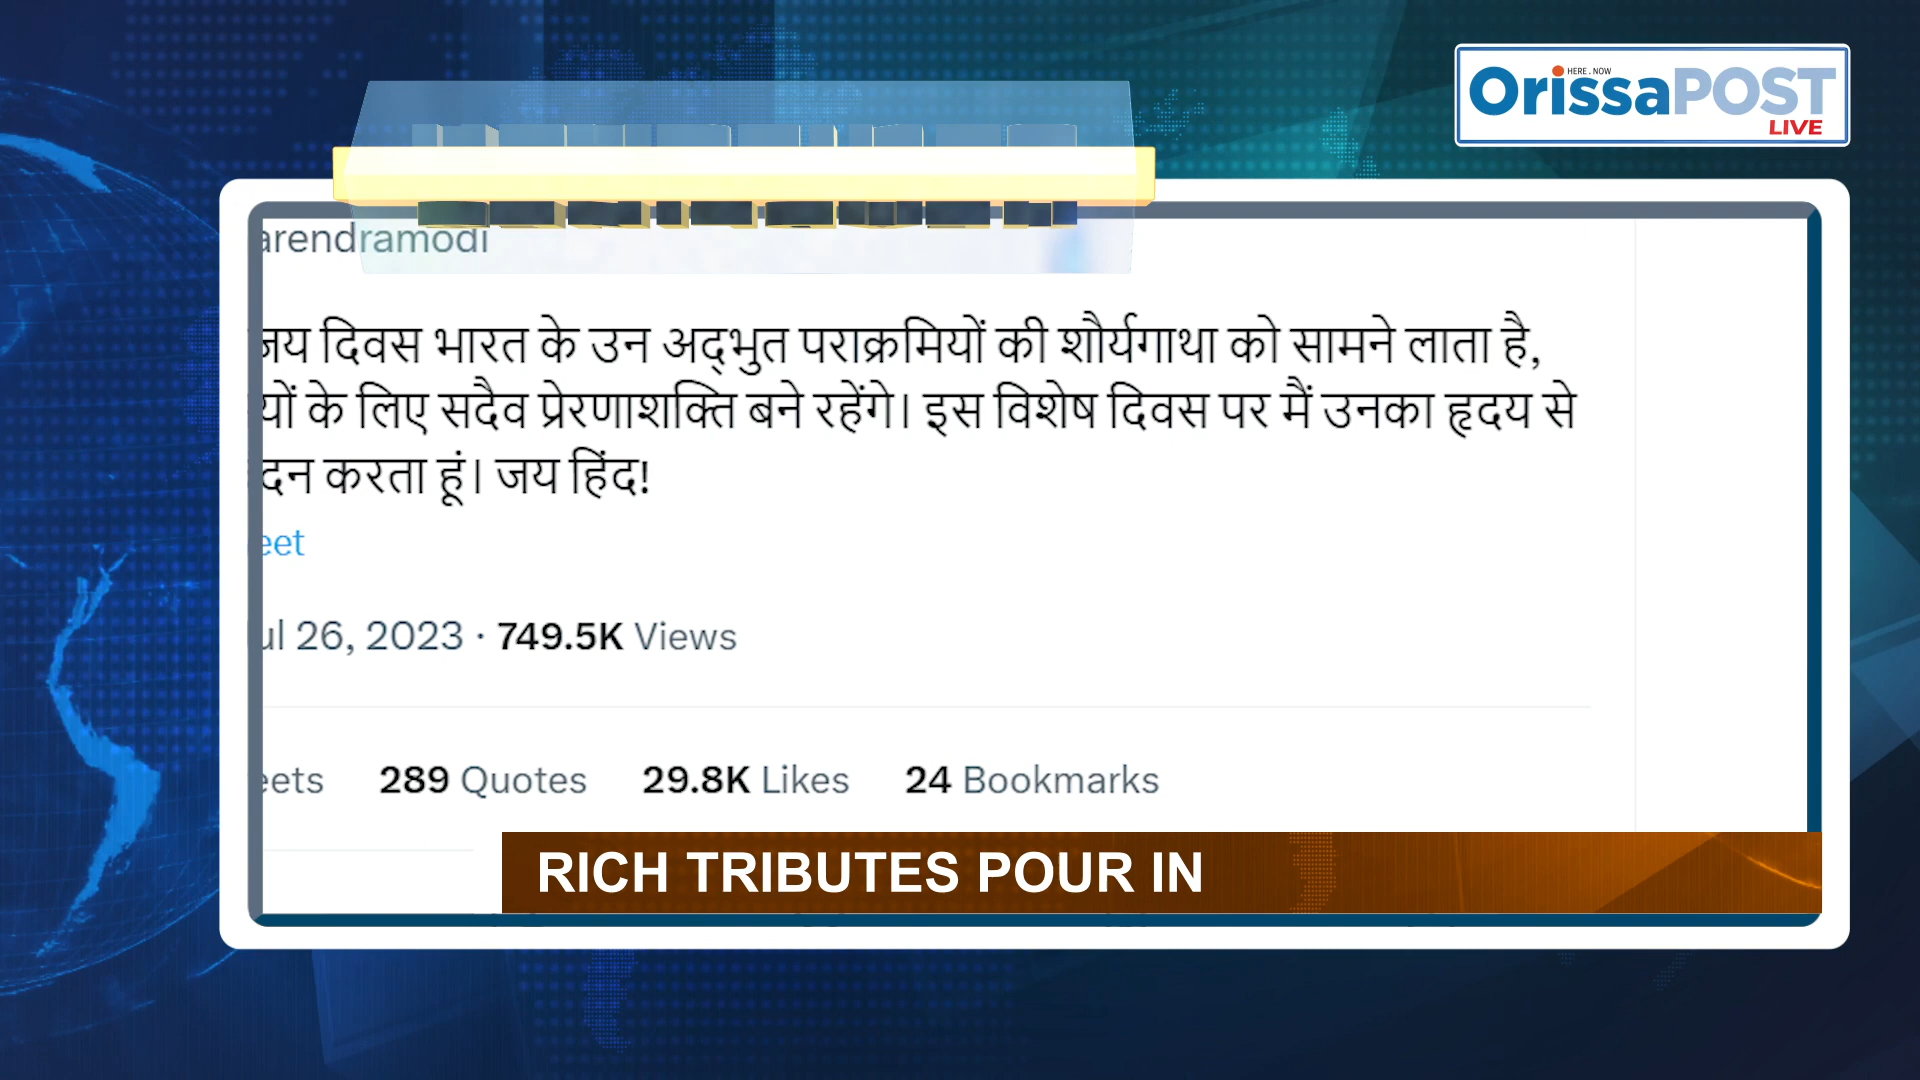 HERE . NOW
OrissaPOST
LIVE
arendramodi
जय दिवस भारत के उन अद्भुत पराक्रमियों की शौर्यगाथा को सामने लाता है,
यों के लिए सदैव प्रेरणाशक्ति बने रहेंगे। इस विशेष दिवस पर मैं उनका हृदय से
दन करता हूं। जय हिंद!
eet
ul 26, 2023 · 749.5K Views
eets 289 Quotes 29.8K Likes 24 Bookmarks
RICH TRIBUTES POUR IN